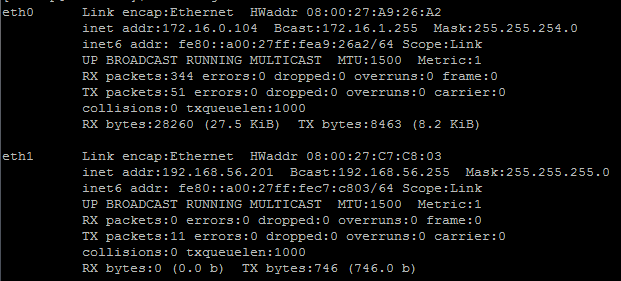 eth0      Link encap:Ethernet  HWaddr 08:00:27:A9:26:A2
          inet addr:172.16.0.104  Bcast:172.16.1.255  Mask:255.255.254.0
          inet6 addr: fe80::a00:27ff:fea9:26a2/64 Scope:Link
          UP BROADCAST RUNNING MULTICAST  MTU:1500  Metric:1
          RX packets:344 errors:0 dropped:0 overruns:0 frame:0
          TX packets:51 errors:0 dropped:0 overruns:0 carrier:0
          collisions:0 txqueuelen:1000
          RX bytes:28260 (27.5 KiB)  TX bytes:8463 (8.2 KiB)
eth1      Link encap:Ethernet  HWaddr 08:00:27:C7:C8:03
          inet addr:192.168.56.201  Bcast:192.168.56.255  Mask:255.255.255.0
          inet6 addr: fe80::a00:27ff:fec7:c803/64 Scope:Link
          UP BROADCAST RUNNING MULTICAST  MTU:1500  Metric:1
          RX packets:0 errors:0 dropped:0 overruns:0 frame:0
          TX packets:11 errors:0 dropped:0 overruns:0 carrier:0
          collisions:0 txqueuelen:1000
          RX bytes:0 (0.0 b)  TX bytes:746 (746.0 b)